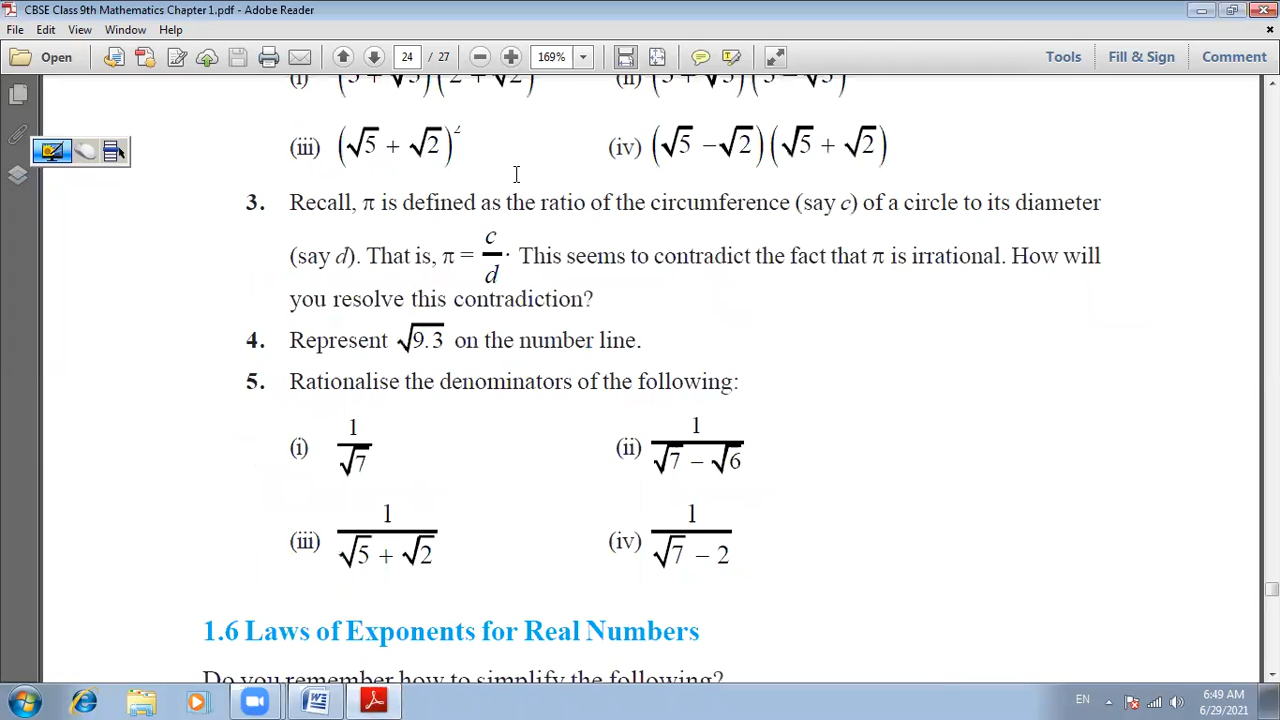 CBSE Class 9th Mathematics Chapter 1.pdf - Adobe Reader
File Edit View Window Help
Open 24 / 27 169% Tools Fill & Sign Comment
(iii) (√5 + √2)² (iv) (√5 − √2)(√5 + √2)
3. Recall, π is defined as the ratio of the circumference (say c) of a circle to its diameter
(say d). That is, π = c/d. This seems to contradict the fact that π is irrational. How will
you resolve this contradiction?
4. Represent √9.3 on the number line.
5. Rationalise the denominators of the following:
(i) 1/√7 (ii) 1/(√7 − √6)
(iii) 1/(√5 + √2) (iv) 1/(√7 − 2)
1.6 Laws of Exponents for Real Numbers
Do you remember how to simplify the following?
EN 6:49 AM
6/29/2021